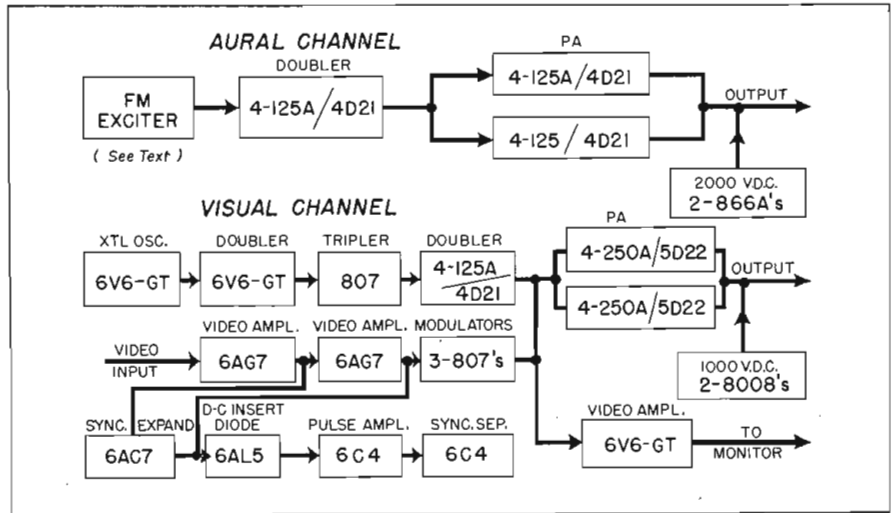 AURAL CHANNEL
DOUBLER
PA
FM
EXCITER
(See Text)
4-125A/4D21
4-125A/4D21
4-125/4D21
OUTPUT
2000 V.D.C.
2-866A's
VISUAL CHANNEL
XTL OSC.
DOUBLER
TRIPLER
DOUBLER
PA
6V6-GT
6V6-GT
807
4-125A
/4D21
4-250A/5D22
4-250A/5D22
OUTPUT
VIDEO
INPUT
VIDEO AMPL.
VIDEO AMPL.
MODULATORS
6AG7
6AG7
3-807's
1000 V.D.C.
2-8008's
SYNC. EXPAND
D-C INSERT
DIODE
PULSE AMPL.
SYNC. SEP.
VIDEO AMPL.
6AC7
6AL5
6C4
6C4
6V6-GT
TO
MONITOR